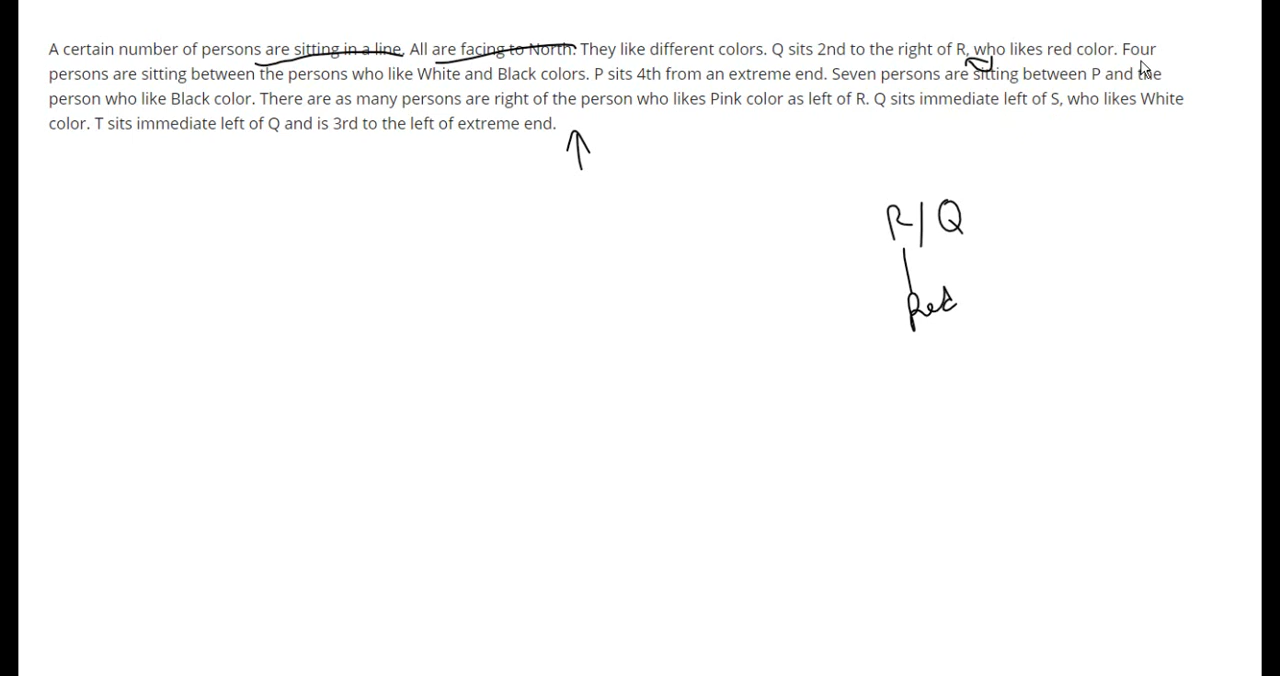 A certain number of persons are sitting in a line. All are facing to North. They like different colors. Q sits 2nd to the right of R, who likes red color. Four
persons are sitting between the persons who like White and Black colors. P sits 4th from an extreme end. Seven persons are sitting between P and the
person who like Black color. There are as many persons are right of the person who likes Pink color as left of R. Q sits immediate left of S, who likes White
color. T sits immediate left of Q and is 3rd to the left of extreme end.
R/Q
Red